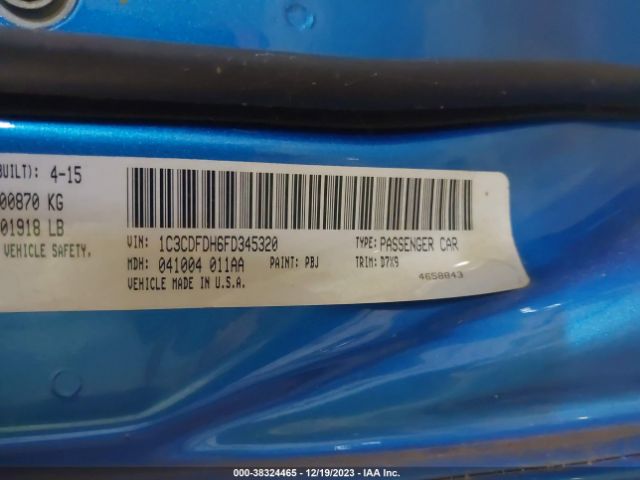 BUILT): 4-15
00870 KG
01918 LB
VEHICLE SAFETY.
VIN: 1C3CDFDH6FD345320 TYPE: PASSENGER CAR
MDH: 041004 011AA PAINT: PBJ TRIM: D7X9
VEHICLE MADE IN U.S.A.
4658843
000-38324465 - 12/19/2023 - IAA Inc.